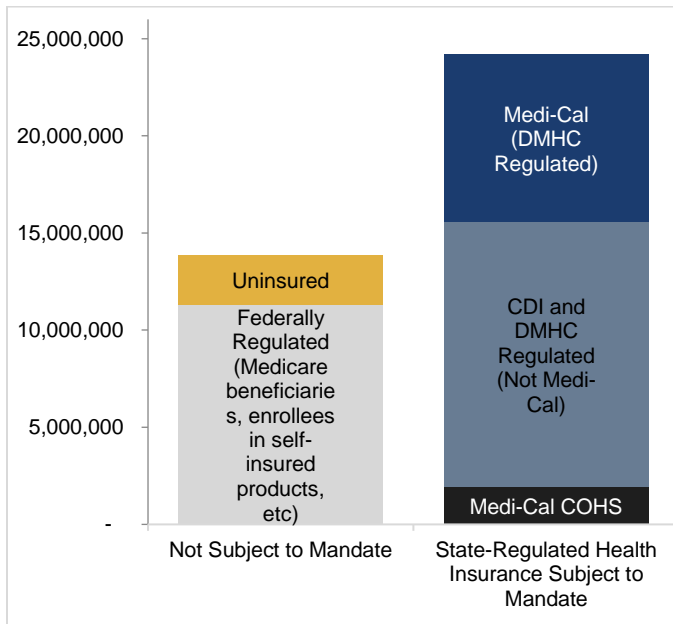 25,000,000
20,000,000
15,000,000
10,000,000
5,000,000
-
Uninsured
Federally
Regulated
(Medicare
beneficiarie
s, enrollees
in self-
insured
products,
etc)
Medi-Cal
(DMHC
Regulated)
CDI and
DMHC
Regulated
(Not Medi-
Cal)
Medi-Cal COHS
Not Subject to Mandate
State-Regulated Health
Insurance Subject to
Mandate